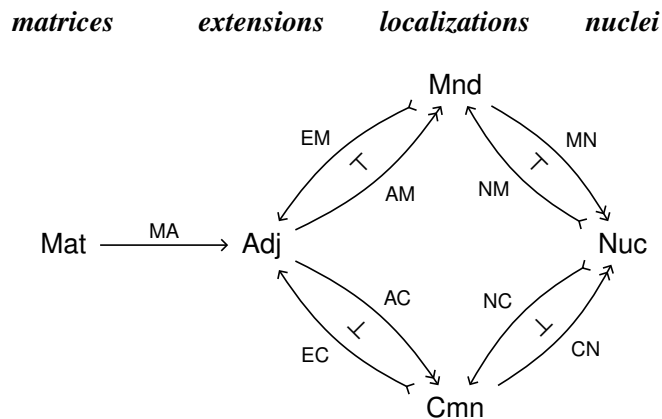 matrices extensions localizations nuclei
Mnd
EM MN
AM NM
MA
Mat Adj Nuc
AC NC
EC CN
Cmn